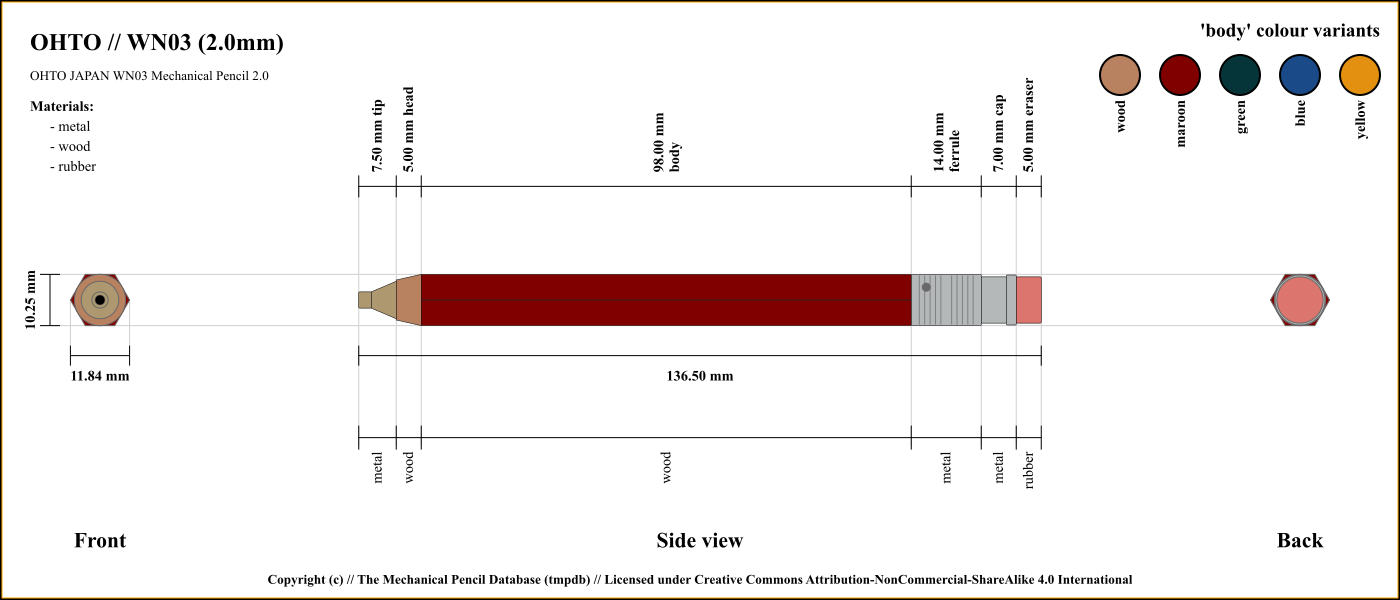 OHTO // WN03 (2.0mm)
OHTO JAPAN WN03 Mechanical Pencil 2.0
Materials:
- metal
- wood
- rubber
'body' colour variants
wood
maroon
green
blue
yellow
7.50 mm tip
5.00 mm head
98.00 mm
body
14.00 mm
ferrule
7.00 mm cap
5.00 mm eraser
10.25 mm
11.84 mm
136.50 mm
metal
wood
wood
metal
metal
rubber
Front
Side view
Back
Copyright (c) // The Mechanical Pencil Database (tmpdb) // Licensed under Creative Commons Attribution-NonCommercial-ShareAlike 4.0 International